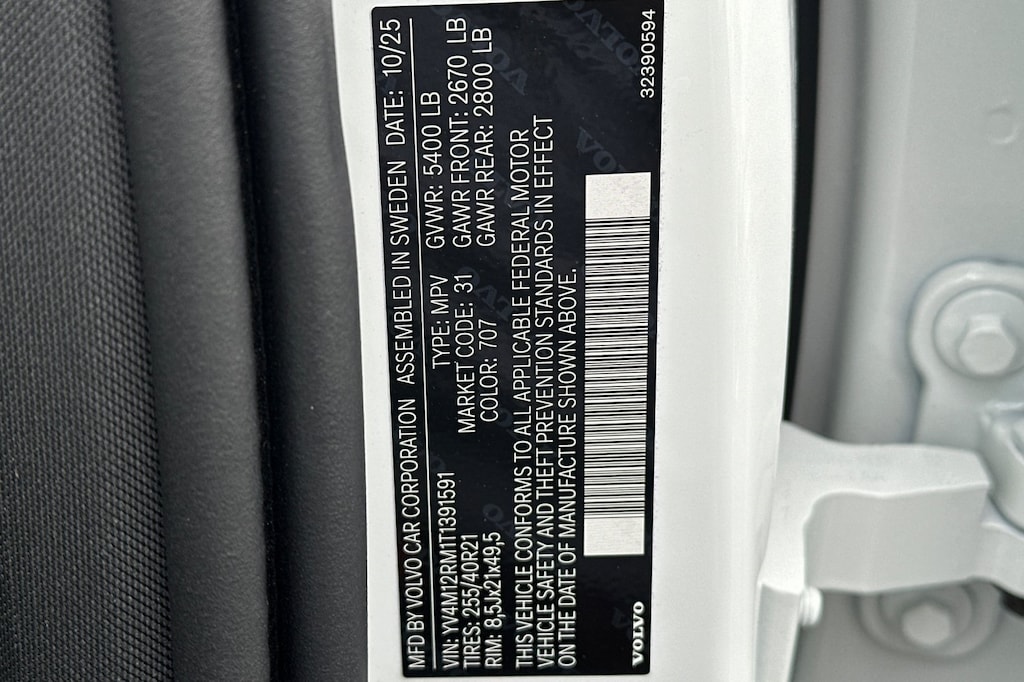 MFD BY VOLVO CAR CORPORATION ASSEMBLED IN SWEDEN DATE: 10/25
VIN: YV4M12RM1T1391591 TYPE: MPV GVWR: 5400 LB
TIRES: 255/40R21 MARKET CODE: 31 GAWR FRONT: 2670 LB
RIM: 8,5Jx21x49,5 COLOR: 707 GAWR REAR: 2800 LB
THIS VEHICLE CONFORMS TO ALL APPLICABLE FEDERAL MOTOR
VEHICLE SAFETY AND THEFT PREVENTION STANDARDS IN EFFECT
ON THE DATE OF MANUFACTURE SHOWN ABOVE.
VOLVO 32390594